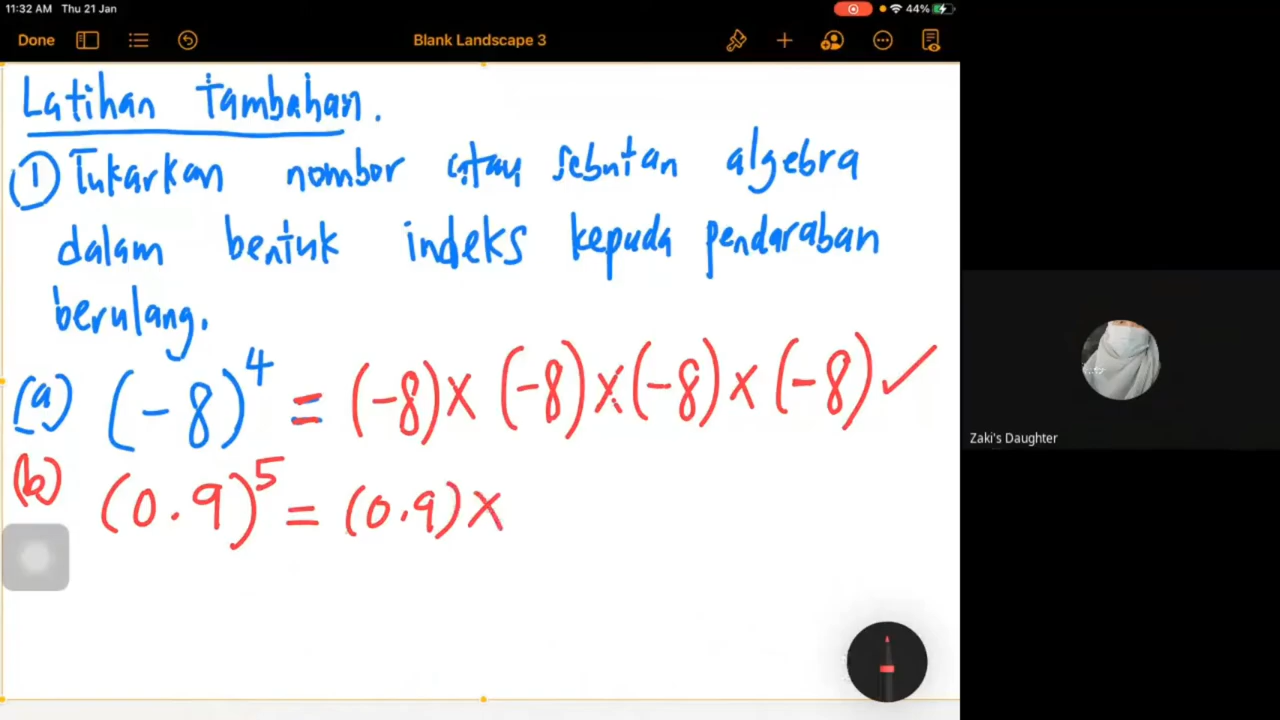 11:32 AM Thu 21 Jan
44%
Done
Blank Landscape 3
Latihan Tambahan.
① Tukarkan nombor atau sebutan algebra
dalam bentuk indeks kepada pendaraban
berulang.
(a) (-8)⁴ = (-8) × (-8) × (-8) × (-8) ✓
(b) (0.9)⁵ = (0.9) ×
Zaki's Daughter